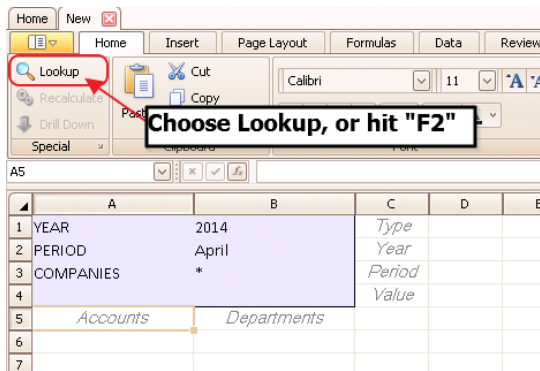 Home New
Home Insert Page Layout Formulas Data Review
Lookup
Cut
Calibri 11 A
Recalculate
Copy
Drill Down
Choose Lookup, or hit "F2"
Special Clipboard Font
A5
A B C D E
1 YEAR 2014 Type
2 PERIOD April Year
3 COMPANIES * Period
4 Value
5 Accounts Departments
6
7